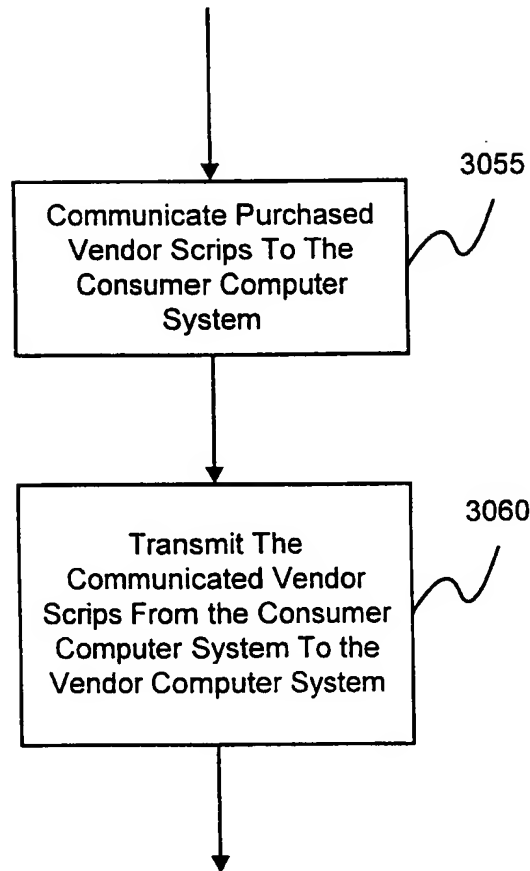 3055
Communicate Purchased
Vendor Scrips To The
Consumer Computer
System
3060
Transmit The
Communicated Vendor
Scrips From the Consumer
Computer System To the
Vendor Computer System